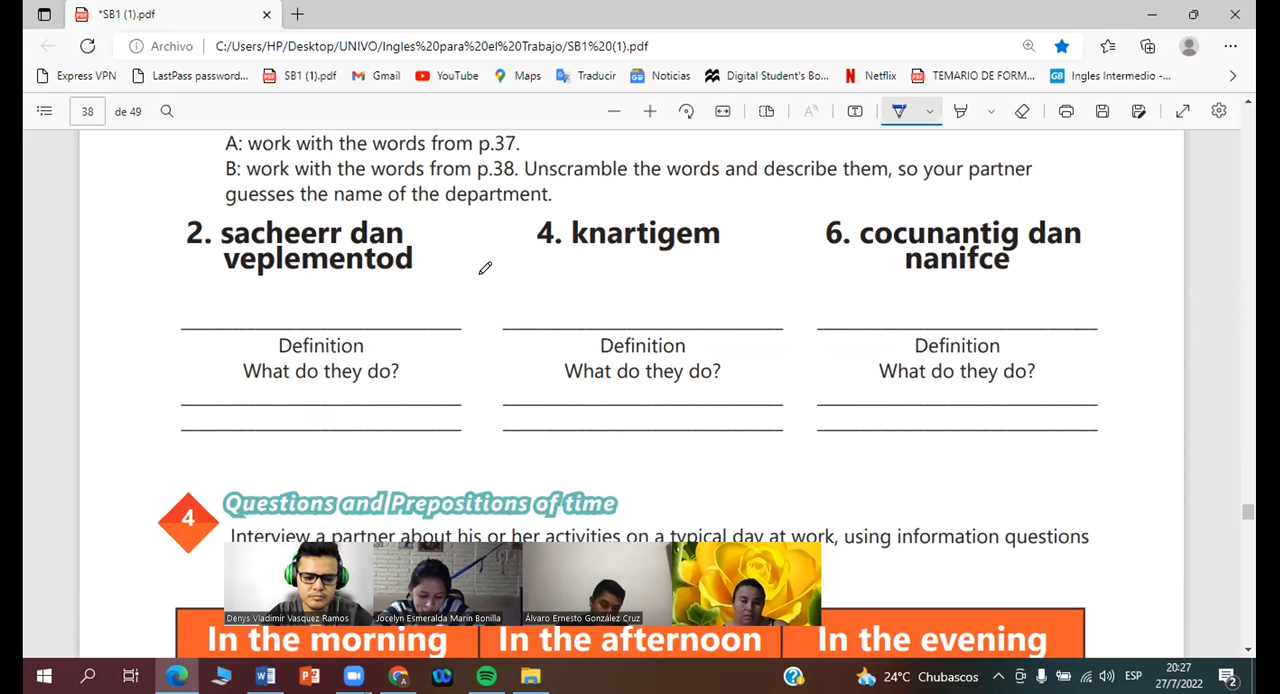 *SB1 (1).pdf
Archivo
C:/Users/HP/Desktop/UNIVO/Ingles%20para%20el%20Trabajo/SB1%20(1).pdf
Express VPN
LastPass password...
SB1 (1).pdf
Gmail
YouTube
Maps
Traducir
Noticias
Digital Student's Bo...
Netflix
TEMARIO DE FORM...
Ingles Intermedio -...
38 de 49
A: work with the words from p.37.
B: work with the words from p.38. Unscramble the words and describe them, so your partner
guesses the name of the department.
2. sacheerr dan
veplementod
4. knartigem
6. cocunantig dan
nanifce
Definition
What do they do?
Definition
What do they do?
Definition
What do they do?
4
Questions and Prepositions of time
Interview a partner about his or her activities on a typical day at work, using information questions
Denys Vladimir Vasquez Ramos
Jocelyn Esmeralda Marin Bonilla
Álvaro Ernesto González Cruz
In the morning
In the afternoon
In the evening
24°C Chubascos
ESP
20:27
27/7/2022
2